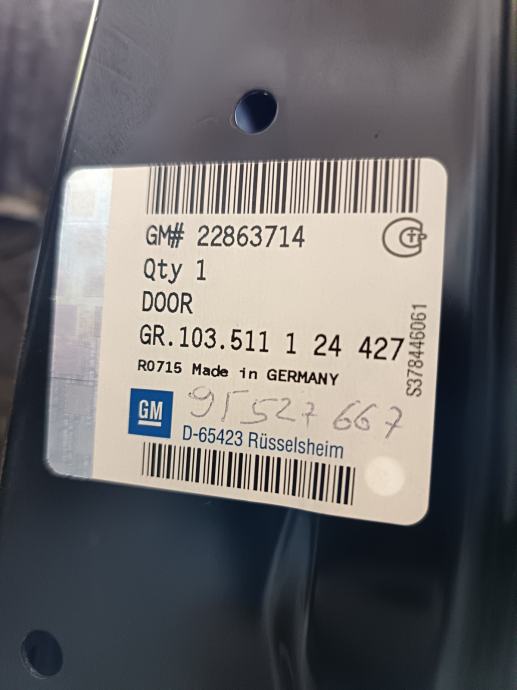 GM# 22863714
Qty 1
DOOR
GR.103.511 1 24 427
R0715 Made in GERMANY
GM
95527667
D-65423 Rüsselsheim
S378446061